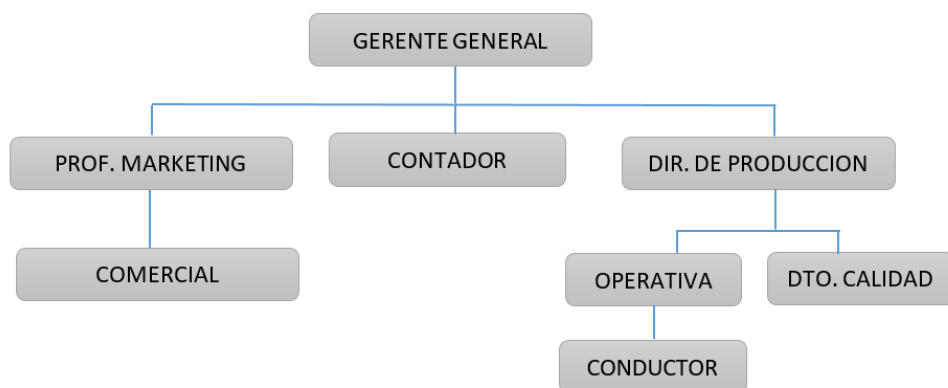 GERENTE GENERAL
PROF. MARKETING
CONTADOR
DIR. DE PRODUCCION
COMERCIAL
OPERATIVA
DTO. CALIDAD
CONDUCTOR